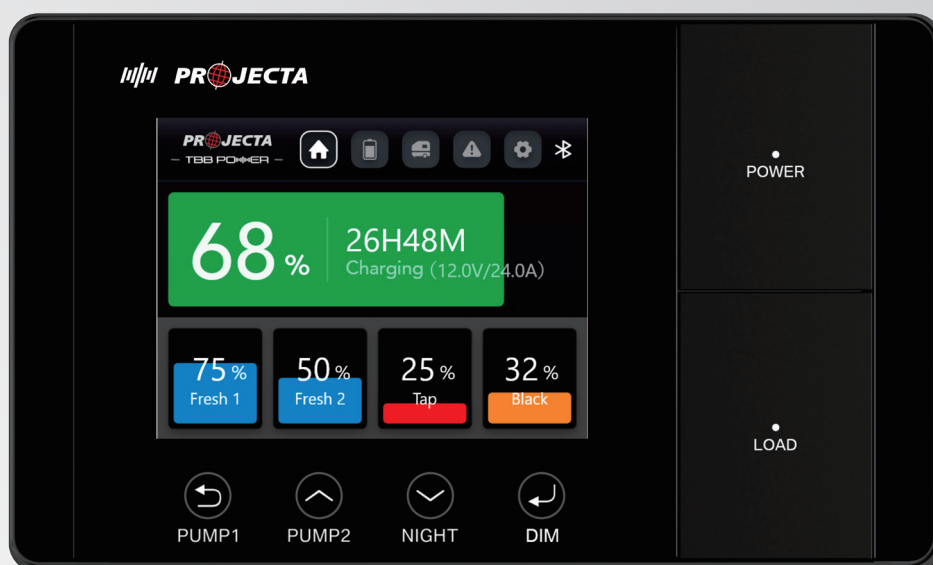 PROJECTA
PROJECTA
– TBB POWER –
68 %
26H48M
Charging (12.0V/24.0A)
75 %
Fresh 1
50 %
Fresh 2
25 %
Tap
32 %
Black
PUMP1
PUMP2
NIGHT
DIM
POWER
LOAD